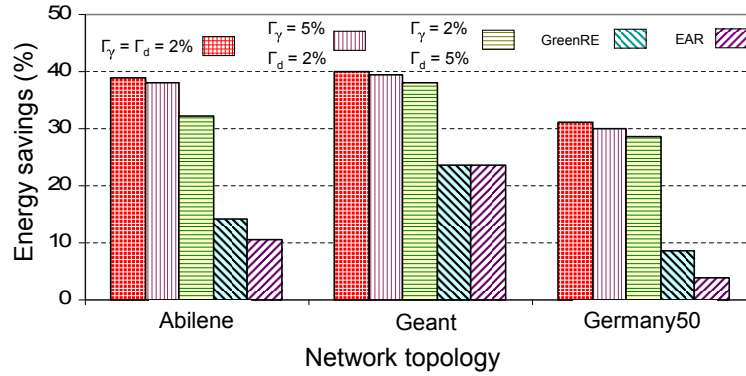 50
40
30
20
10
0
Energy savings (%)
Γγ = Γd = 2%
Γγ = 5%
Γd = 2%
Γγ = 2%
Γd = 5%
GreenRE
EAR
Abilene
Geant
Germany50
Network topology